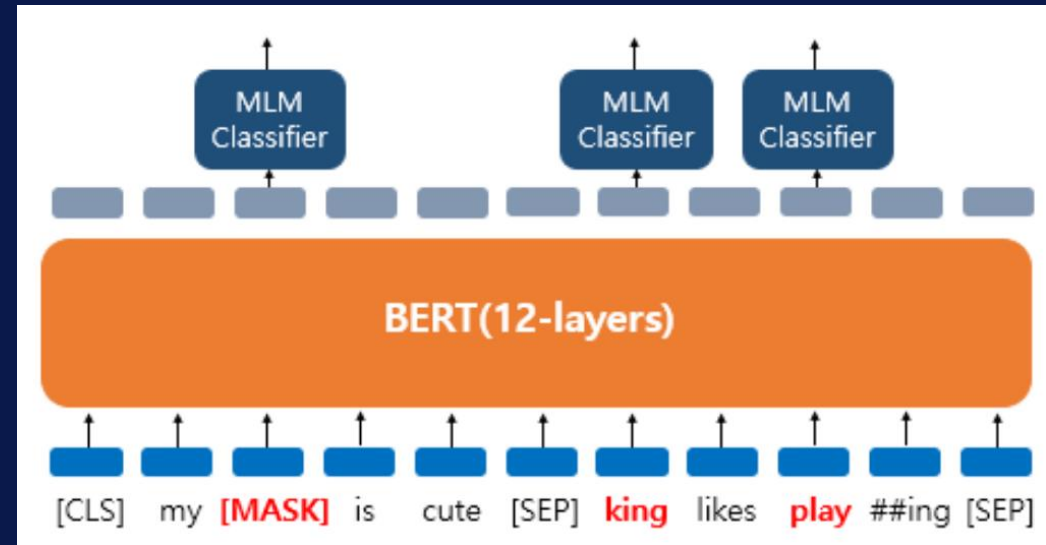 MLM
Classifier
MLM
Classifier
MLM
Classifier
BERT(12-layers)
[CLS] my [MASK] is cute [SEP] king likes play ##ing [SEP]